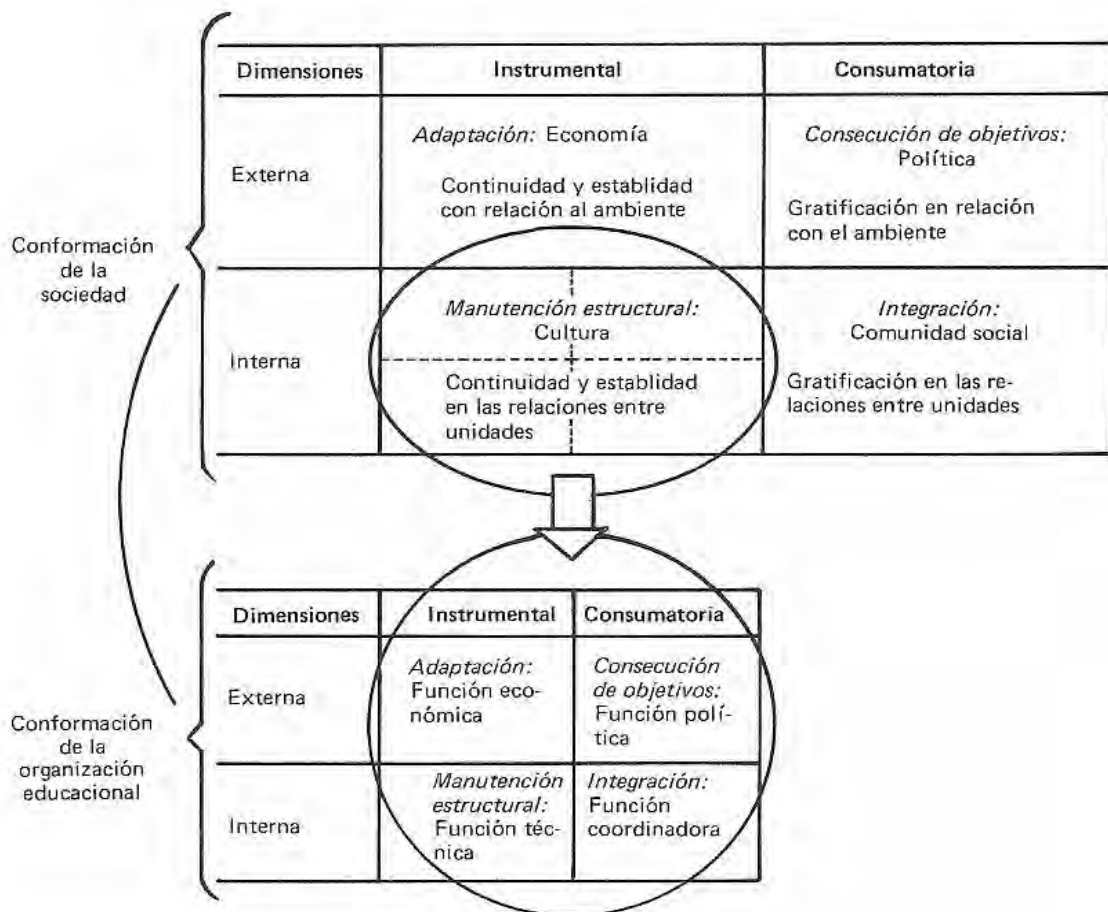 Dimensiones
Instrumental
Consumatoria
Externa
Adaptación: Economía
Continuidad y establidad
con relación al ambiente
Consecución de objetivos:
Política
Gratificación en relación
con el ambiente
Conformación
de la
sociedad
Interna
Manutención estructural:
Cultura
Continuidad y establidad
en las relaciones entre
unidades
Integración:
Comunidad social
Gratificación en las re-
laciones entre unidades
Dimensiones
Instrumental
Consumatoria
Externa
Adaptación:
Función eco-
nómica
Consecución
de objetivos:
Función polí-
tica
Conformación
de la
organización
educacional
Interna
Manutención
estructural:
Función téc-
nica
Integración:
Función
coordinadora